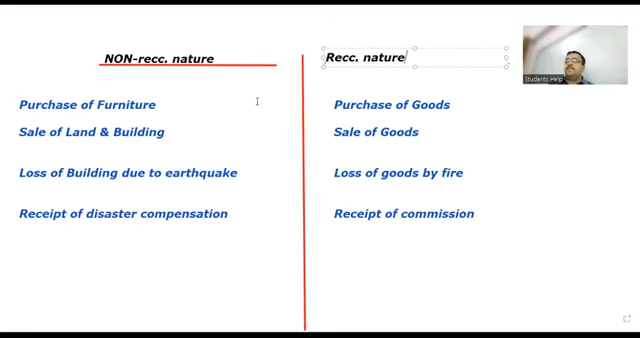 NON-recc. nature
Recc. nature
Purchase of Furniture
Purchase of Goods
Sale of Land & Building
Sale of Goods
Loss of Building due to earthquake
Loss of goods by fire
Receipt of disaster compensation
Receipt of commission
Students Help